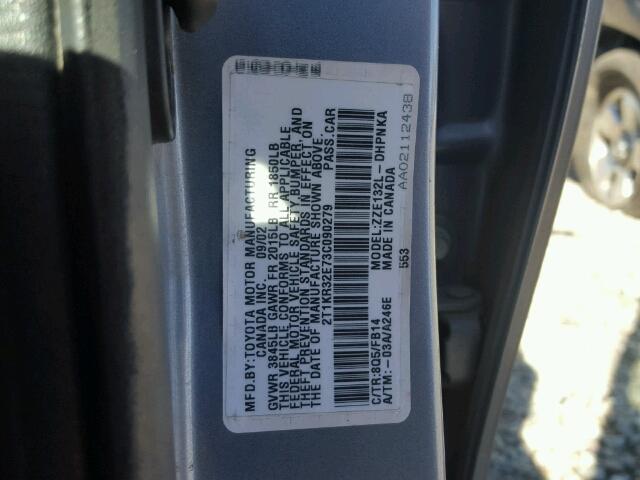 MFD.BY:TOYOTA MOTOR MANUFACTURING
CANADA INC. 09/02
GVWR 3845LB GAWR FR 2015LB RR 1850LB
THIS VEHICLE CONFORMS TO ALL APPLICABLE
FEDERAL MOTOR VEHICLE SAFETY, BUMPER, AND
THEFT PREVENTION STANDARDS IN EFFECT ON
THE DATE OF MANUFACTURE SHOWN ABOVE.
2T1KR32E73C090279 PASS.CAR
C/TR:8Q5/FB14 MODEL:ZZE132L-DHPNKA
A/TM:-03A/A246E MADE IN CANADA
553 AA02112438